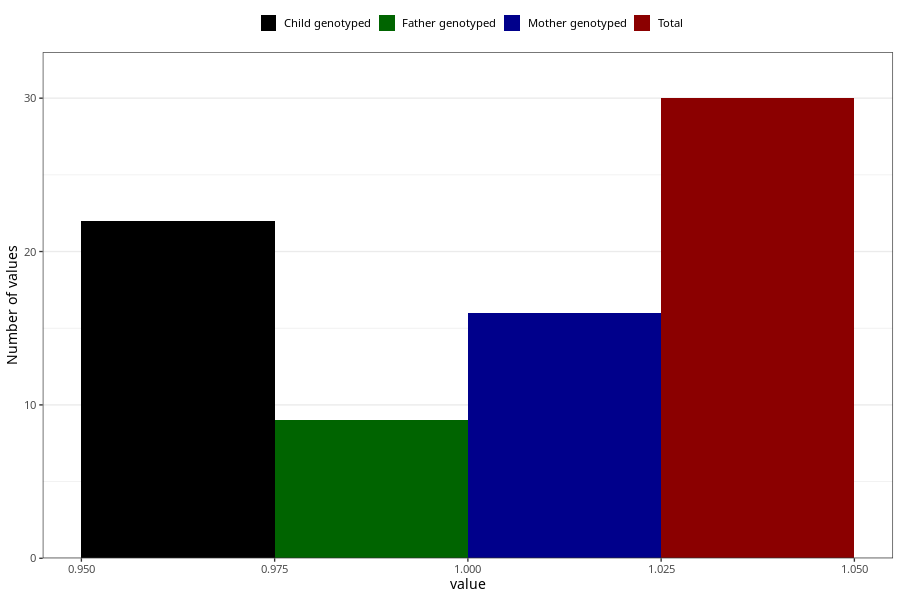 Child genotyped Father genotyped Mother genotyped Total
Number of values
30
20
10
0
0.950 0.975 1.000 1.025 1.050
value